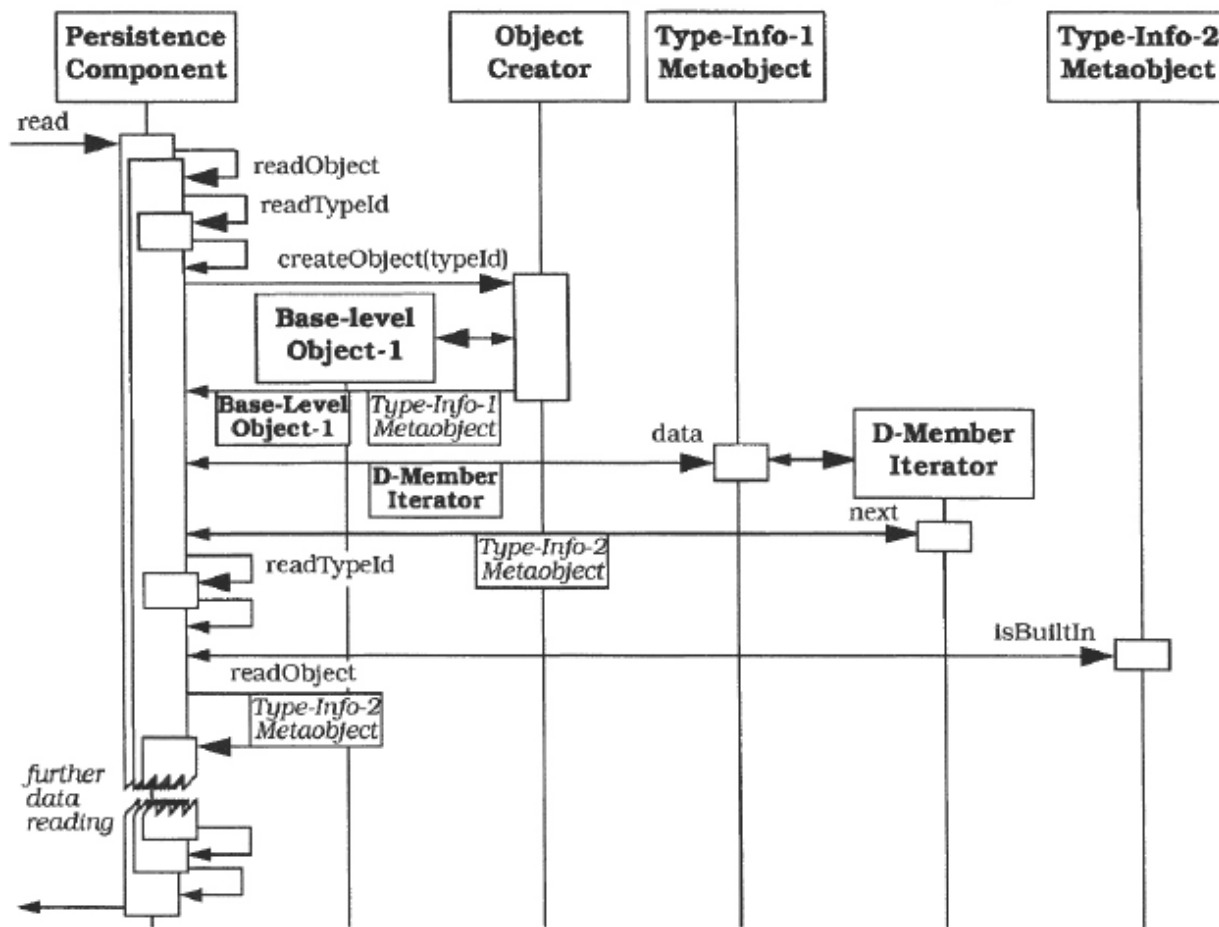 Persistence
Component
Object
Creator
Type-Info-1
Metaobject
Type-Info-2
Metaobject
read
readObject
readTypeId
createObject(typeId)
Base-level
Object-1
Base-Level
Object-1
Type-Info-1
Metaobject
data
D-Member
Iterator
D-Member
Iterator
next
Type-Info-2
Metaobject
readTypeId
isBuiltIn
readObject
Type-Info-2
Metaobject
further
data
reading